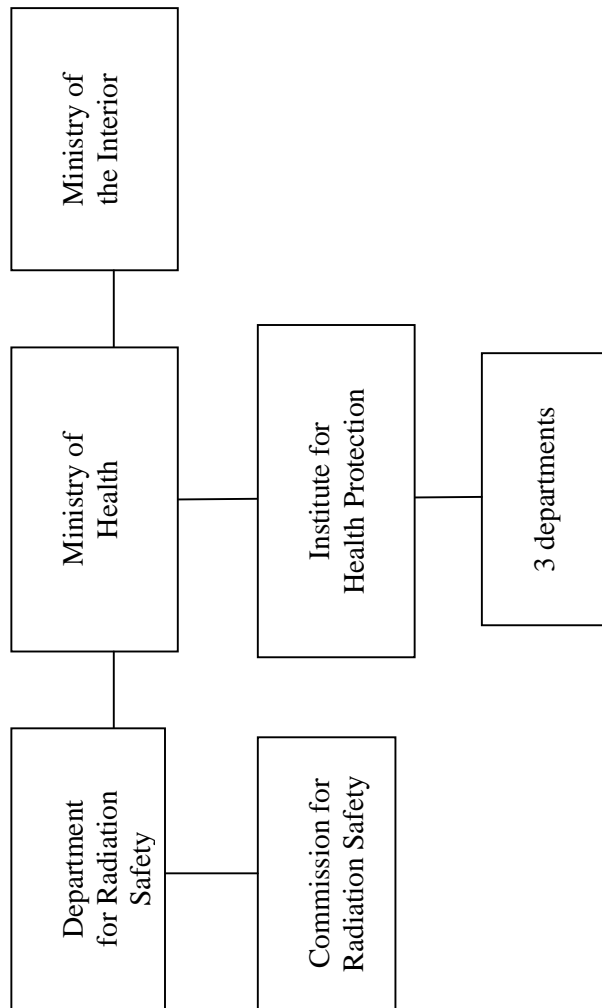 Department
for Radiation
Safety
Ministry of
Health
Ministry of
the Interior
Commission for
Radiation Safety
Institute for
Health Protection
3 departments